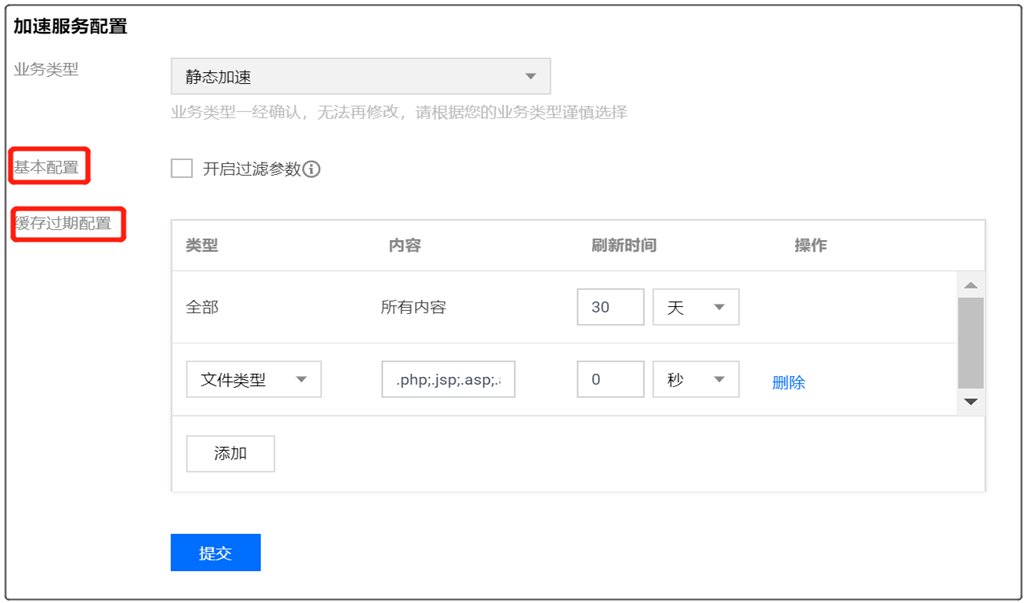 加速服务配置
业务类型
静态加速
业务类型一经确认，无法再修改，请根据您的业务类型谨慎选择
基本配置
开启过滤参数
缓存过期配置
类型 内容 刷新时间 操作
全部 所有内容 30 天
文件类型 .php;.jsp;.asp;. 0 秒 删除
添加
提交